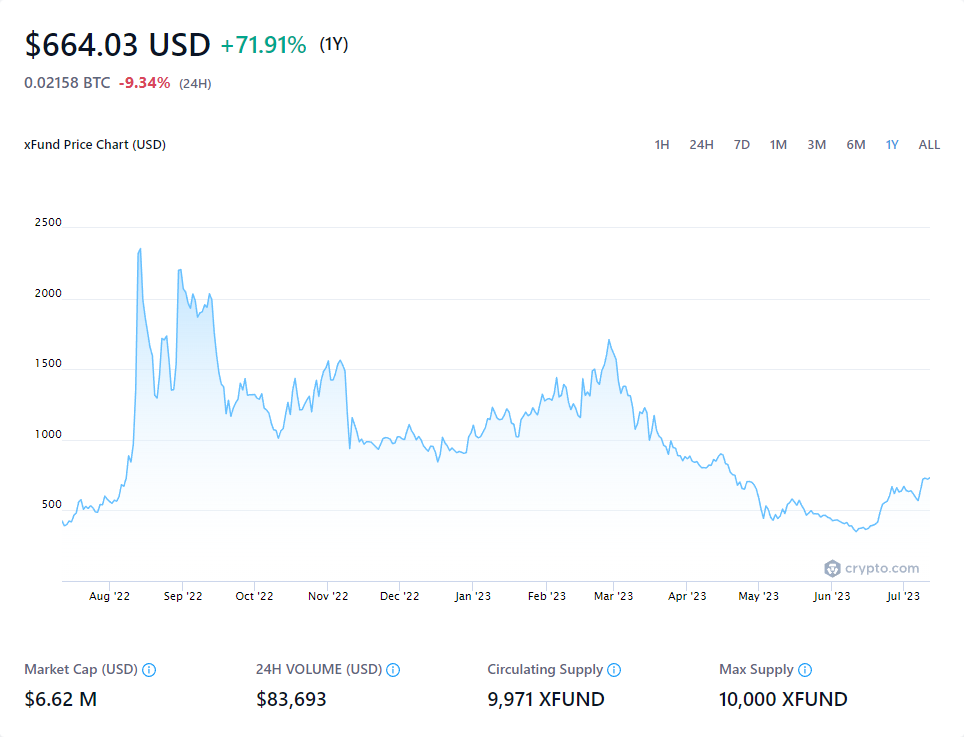 $664.03 USD +71.91% (1Y)
0.02158 BTC -9.34% (24H)
xFund Price Chart (USD) 1H 24H 7D 1M 3M 6M 1Y ALL
2500
2000
1500
1000
500
crypto.com
Aug '22 Sep '22 Oct '22 Nov '22 Dec '22 Jan '23 Feb '23 Mar '23 Apr '23 May '23 Jun '23 Jul '23
Market Cap (USD) 24H VOLUME (USD) Circulating Supply Max Supply
$6.62 M $83,693 9,971 XFUND 10,000 XFUND